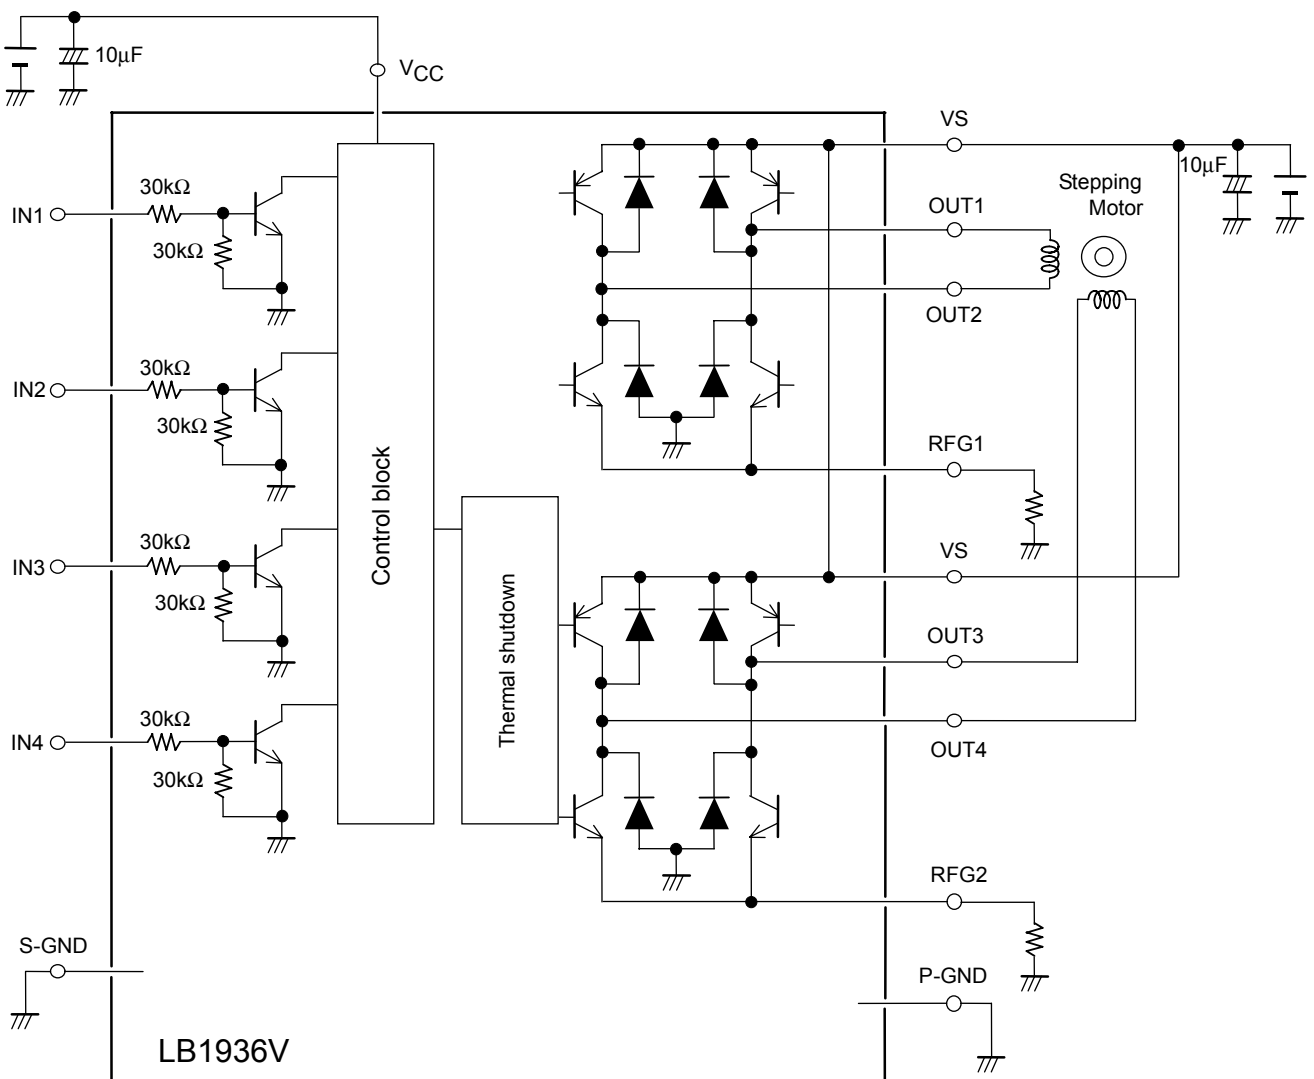 10μF
VCC
VS
10μF
Stepping
Motor
30kΩ
IN1
30kΩ
OUT1
OUT2
30kΩ
IN2
30kΩ
RFG1
Control block
30kΩ
IN3
30kΩ
VS
Thermal shutdown
OUT3
30kΩ
IN4
30kΩ
OUT4
RFG2
S-GND
P-GND
LB1936V